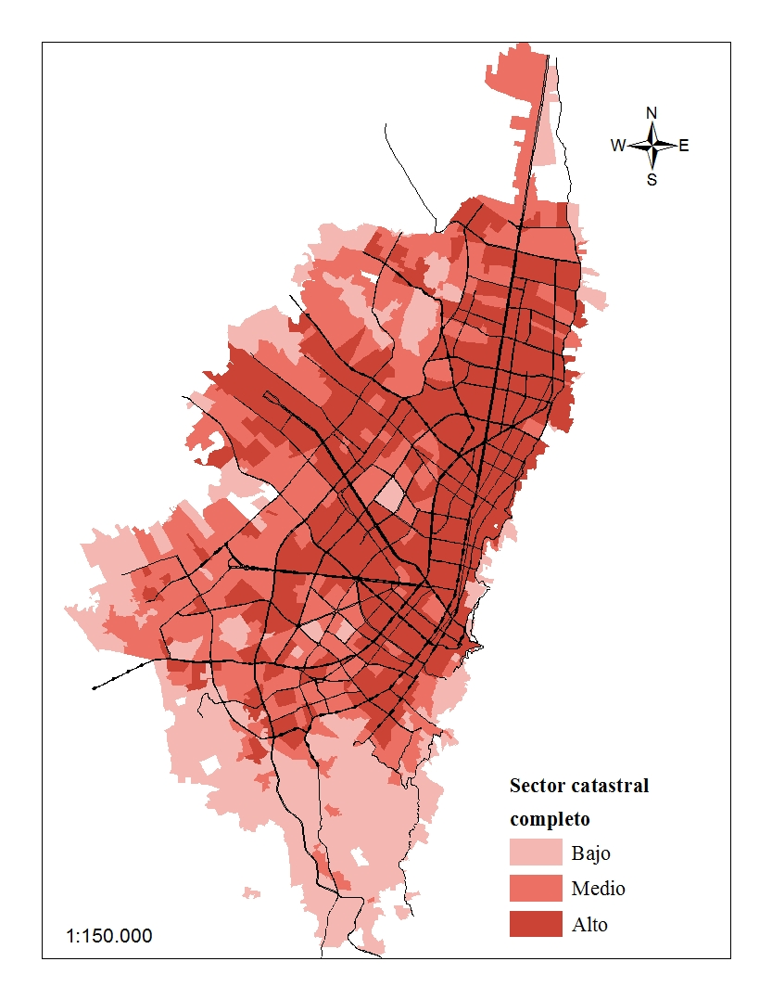 N
W E
S
Sector catastral
completo
Bajo
Medio
Alto
1:150.000